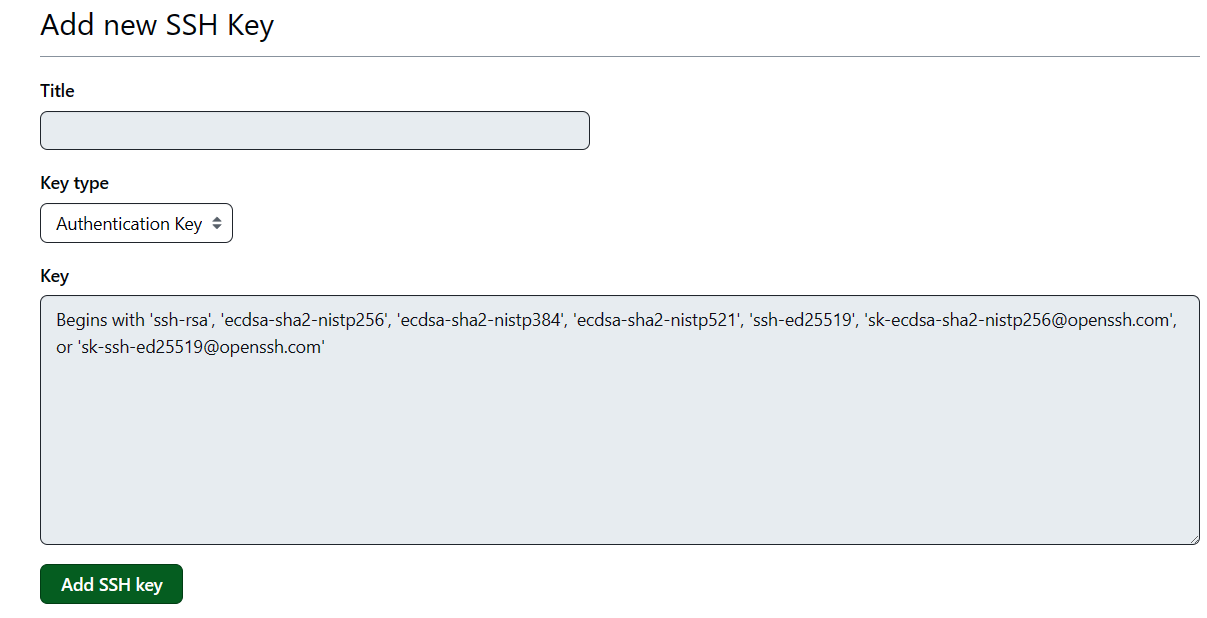 Add new SSH Key
Title
Key type
Authentication Key
Key
Begins with 'ssh-rsa', 'ecdsa-sha2-nistp256', 'ecdsa-sha2-nistp384', 'ecdsa-sha2-nistp521', 'ssh-ed25519', 'sk-ecdsa-sha2-nistp256@openssh.com',
or 'sk-ssh-ed25519@openssh.com'
Add SSH key